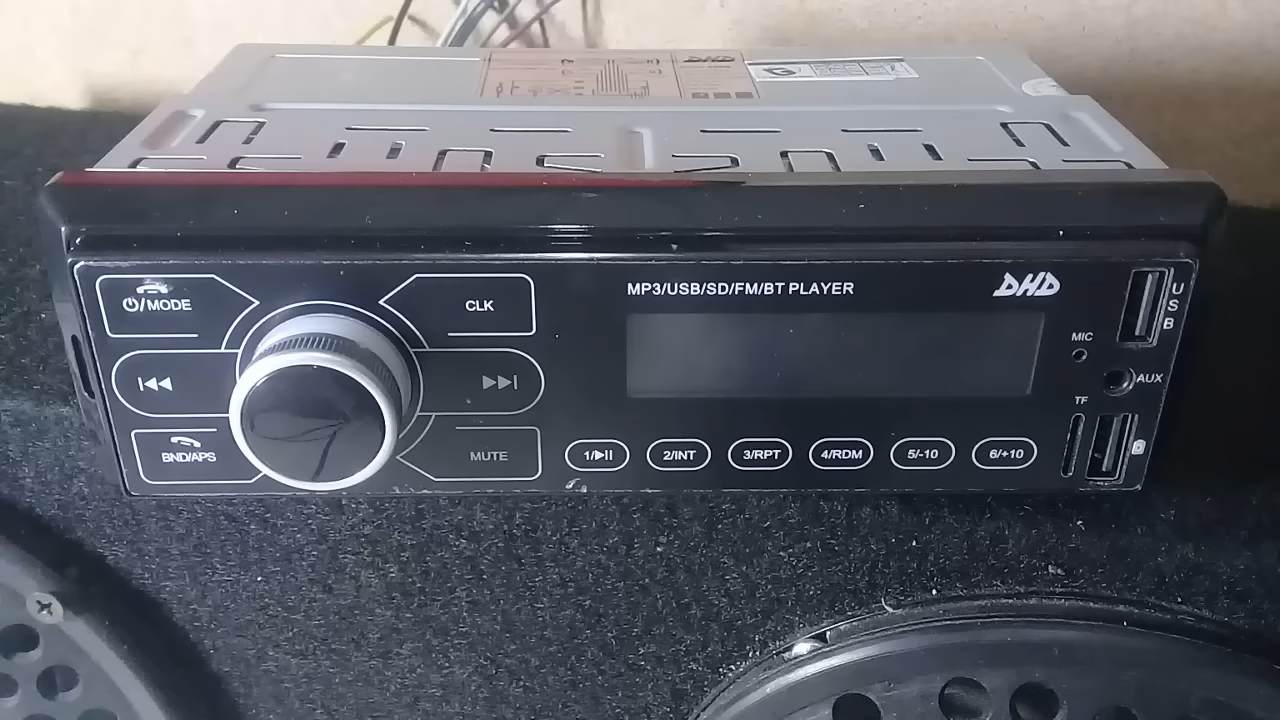 DHD
MP3/USB/SD/FM/BT PLAYER
DHD
/MODE
CLK
USB
MIC
AUX
TF
BND/APS
MUTE
1/
2/INT
3/RPT
4/RDM
5/-10
6/+10